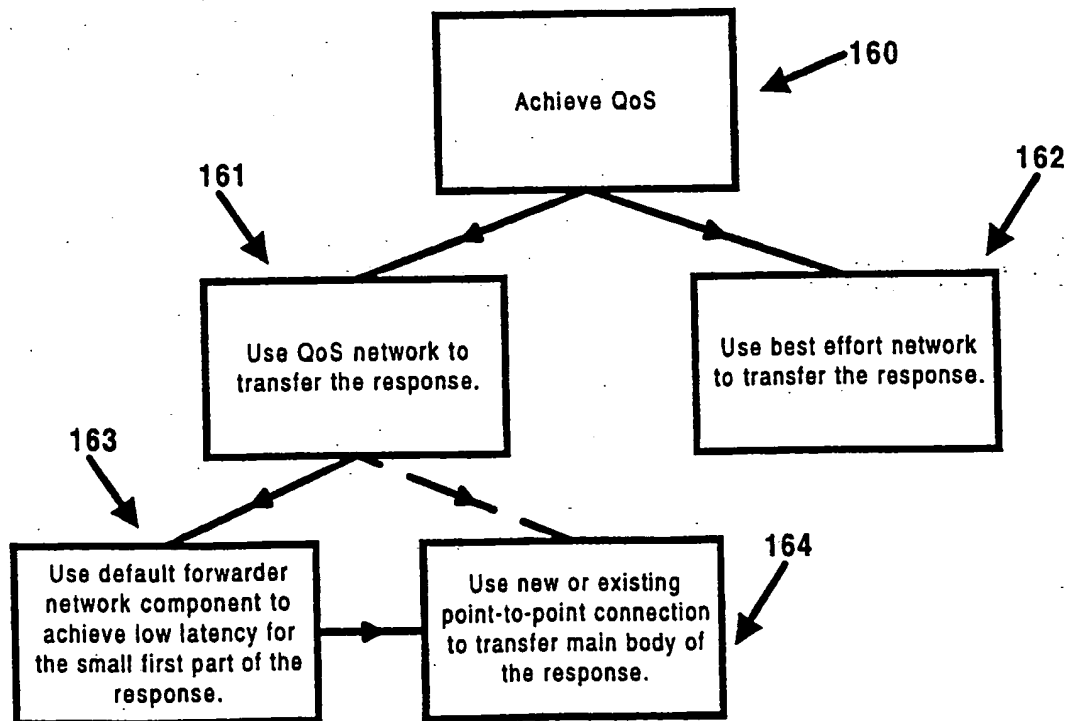 160
Achieve QoS
161
162
Use QoS network to
transfer the response.
Use best effort network
to transfer the response.
163
164
Use default forwarder
network component to
achieve low latency for
the small first part of the
response.
Use new or existing
point-to-point connection
to transfer main body of
the response.